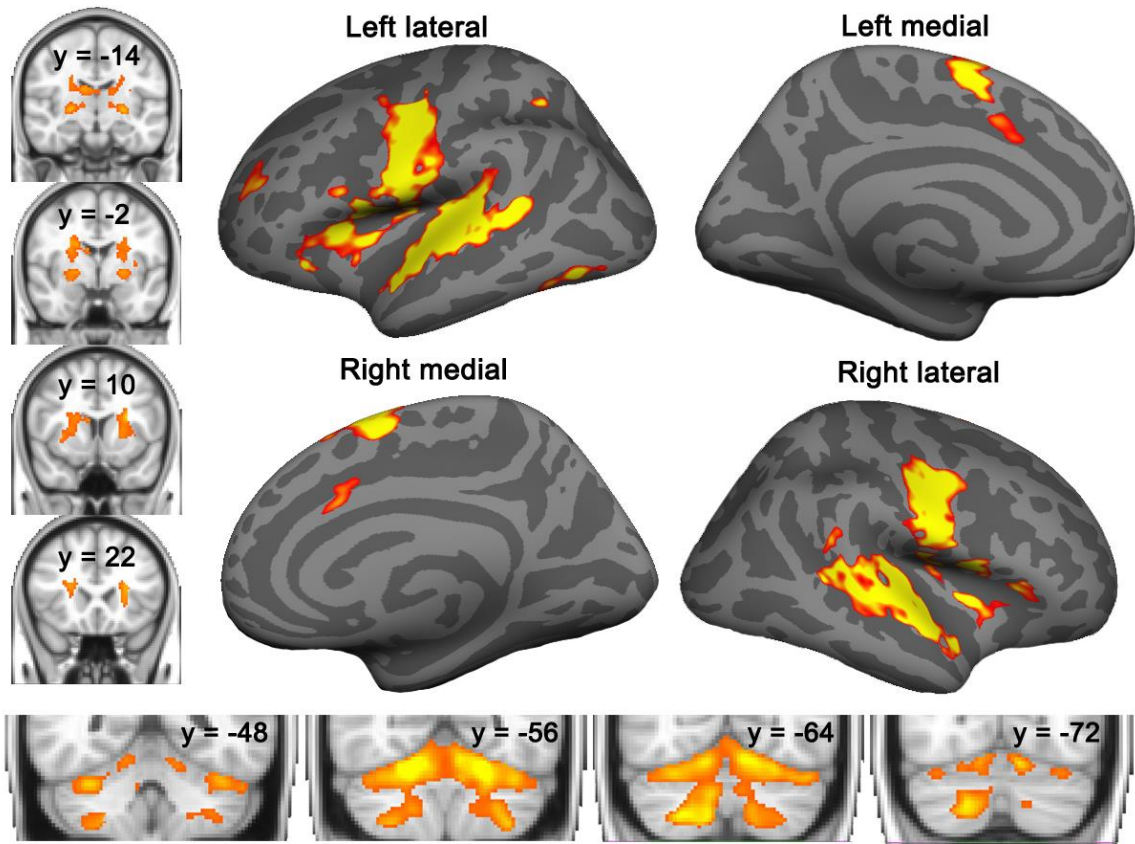 y = -14
Left lateral
Left medial
y = -2
y = 10
Right medial
Right lateral
y = 22
y = -48
y = -56
y = -64
y = -72